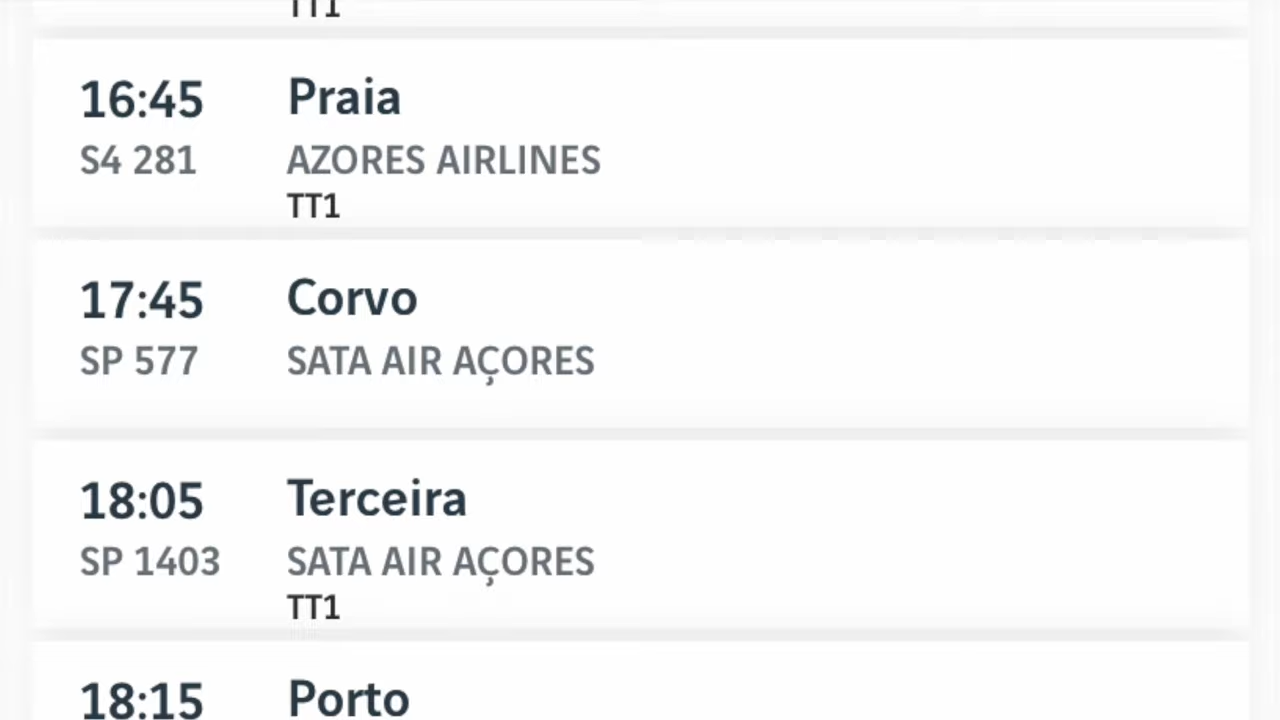 TT1
16:45 Praia
S4 281 AZORES AIRLINES
TT1
17:45 Corvo
SP 577 SATA AIR AÇORES
18:05 Terceira
SP 1403 SATA AIR AÇORES
TT1
18:15 Porto